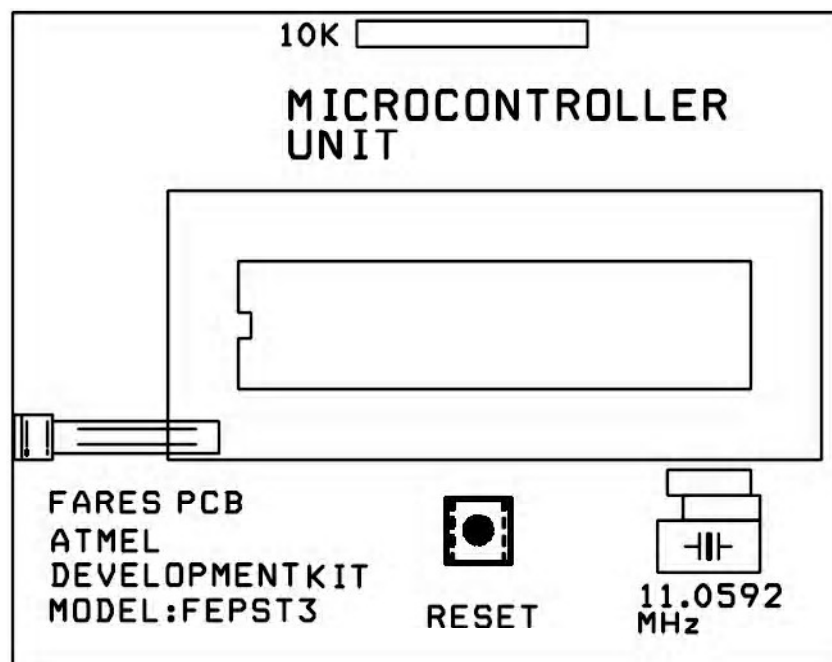 10K
MICROCONTROLLER
UNIT
FARES PCB
ATMEL
DEVELOPMENTKIT
MODEL:FEPST3
RESET
11.0592
MHz